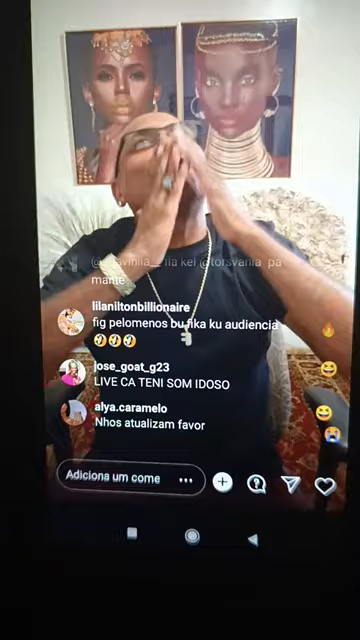 mante
lilaniltonbillionaire
fig pelomenos bu fika ku audiencia
🤣🤣🤣
jose_goat_g23
LIVE CA TENI SOM IDOSO
alya.caramelo
Nhos atualizam favor
Adiciona um come